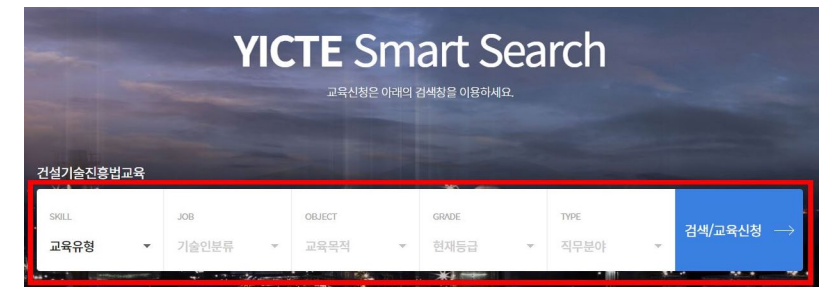 YICTE Smart Search
교육신청은 아래의 검색창을 이용하세요.
건설기술진흥법교육
SKILL JOB OBJECT GRADE TYPE
교육유형 기술인분류 교육목적 현재등급 직무분야 검색/교육신청 →